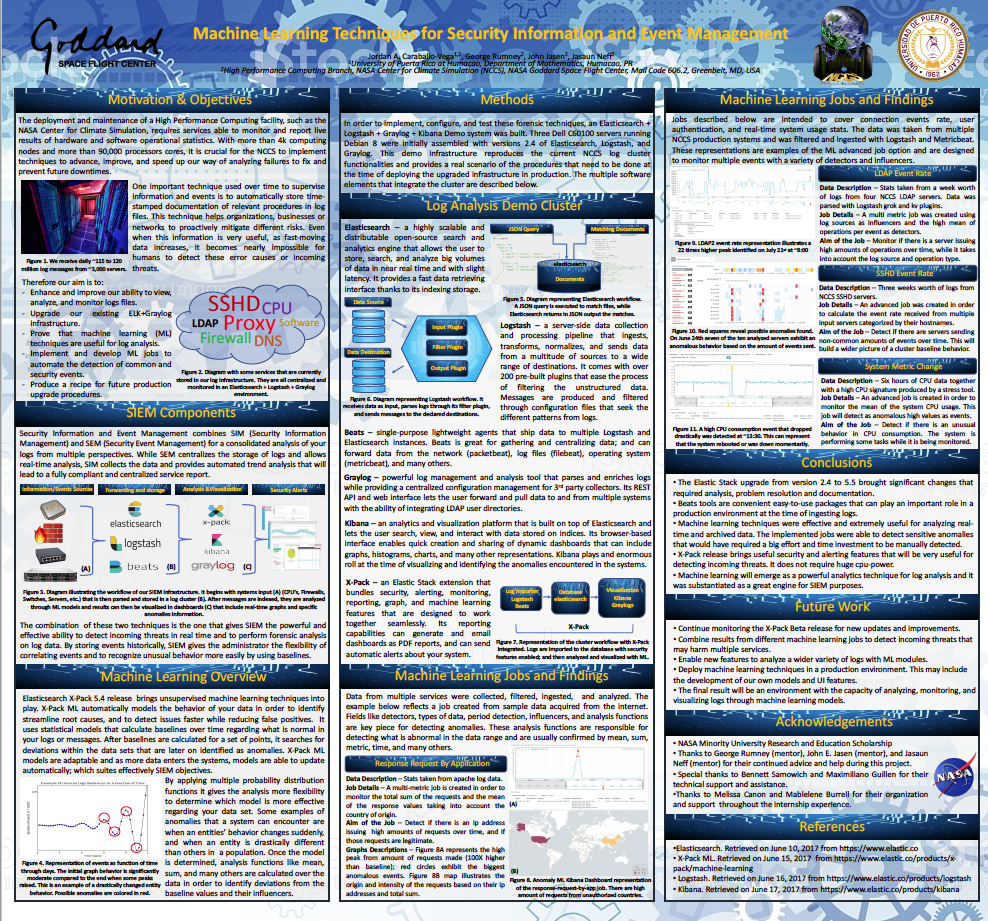 Goddard
SPACE FLIGHT CENTER
Machine Learning Techniques for Security Information and Event Management
Jordan A. Caraballo-Vega¹,², George Rumney², John Jasen², Jasaun Neff²
¹University of Puerto Rico at Humacao, Department of Mathematics, Humacao, PR
²High Performance Computing Branch, NASA Center for Climate Simulation (NCCS), NASA Goddard Space Flight Center, Mail Code 606.2, Greenbelt, MD, USA
UNIVERSIDAD DE PUERTO RICO HUMACAO
1962
Motivation & Objectives
The deployment and maintenance of a High Performance Computing facility, such as the
NASA Center for Climate Simulation, requires services able to monitor and report live
results of hardware and software operational statistics. With more than 4k computing
nodes and more than 90,000 processors cores, it is crucial for the NCCS to implement
techniques to advance, improve, and speed up our way of analyzing failures to fix and
prevent future downtimes.
One important technique used over time to supervise
information and events is to automatically store time-
stamped documentation of relevant procedures in log
files. This technique helps organizations, businesses or
networks to proactively mitigate different risks. Even
when this information is very useful, as fast-moving
data increases, it becomes nearly impossible for
humans to detect these error causes or incoming
threats.
Figure 1. We receive daily ~115 to 120
million log messages from ~3,000 servers.
Therefore our aim is to:
- Enhance and improve our ability to view,
analyze, and monitor logs files.
- Upgrade our existing ELK+Graylog
infrastructure.
- Prove that machine learning (ML)
techniques are useful for log analysis.
- Implement and develop ML jobs to
automate the detection of common and
security events.
- Produce a recipe for future production
upgrade procedures.
SSHD CPU
LDAP Proxy Software
Firewall DNS
Figure 2. Diagram with some services that are currently
stored in our log infrastructure. They are all centralized and
monitored in an Elasticsearch + Logstash + Graylog
environment.
SIEM Components
Security Information and Event Management combines SIM (Security Information
Management) and SEM (Security Event Management) for a consolidated analysis of your
logs from multiple perspectives. While SEM centralizes the storage of logs and allows
real-time analysis, SIM collects the data and provides automated trend analysis that will
lead to a fully compliant and centralized service report.
Information/Events Sources
Forwarding and storage
Analysis &Visualization
Security Alerts
elasticsearch
logstash
beats
x-pack
kibana
graylog
(A)
(B)
(C)
Figure 3. Diagram illustrating the workflow of our SIEM infrastructure. It begins with systems input (A) (CPU's, Firewalls,
Switches, Servers, etc.) that is then parsed and stored in a log cluster (B). After messages are indexed, they are analyzed
through ML models and results can then be visualized in dashboards (C) that include real-time graphs and specific
anomalies information.
The combination of these two techniques is the one that gives SIEM the powerful and
effective ability to detect incoming threats in real time and to perform forensic analysis
on log data. By storing events historically, SIEM gives the administrator the flexibility of
correlating events and to recognize unusual behavior more easily by using baselines.
Machine Learning Overview
Elasticsearch X-Pack 5.4 release brings unsupervised machine learning techniques into
play. X-Pack ML automatically models the behavior of your data in order to identify
streamline root causes, and to detect issues faster while reducing false positives. It
uses statistical models that calculate baselines over time regarding what is normal in
your logs or messages. After baselines are calculated for a set of points, it searches for
deviations within the data sets that are later on identified as anomalies. X-Pack ML
models are adaptable and as more data enters the systems, models are able to update
automatically; which suites effectively SIEM objectives.
By applying multiple probability distribution
functions it gives the analysis more flexibility
to determine which model is more effective
regarding your data. Some examples of
anomalies that a system can encounter are
when an entities' behavior changes suddenly,
and when an entity is drastically different
than others in a population. Once the model
is determined, analysis functions like mean,
sum, and many others are calculated over the
data in order to identify deviations from the
baseline values and their influencers.
Figure 4. Representation of events as function of time
through days. The initial graph behavior is significantly
moderate compared to the end when some peaks
raised. This is an example of a drastically changed entity
behavior. Possible anomalies are colored in red.
Methods
In order to implement, configure, and test these forensic techniques, an Elasticsearch +
Logstash + Graylog + Kibana Demo system was built. Three Dell C60100 servers running
Debian 8 were initially assembled with versions 2.4 of Elasticsearch, Logstash, and
Graylog. This demo infrastructure reproduces the current NCCS log cluster
functionalities and provides a real scenario of the procedures that need to be done at
the time of deploying the upgraded infrastructure in production. The multiple software
elements that integrate the cluster are described below.
Log Analysis Demo Cluster
Elasticsearch – a highly scalable and
distributable open-source search and
analytics engine that allows the user to
store, search, and analyze big volumes
of data in near real time and with slight
latency. It provides a fast data retrieving
interface thanks to its indexing storage.
JSON Query
Matching Documents
elasticsearch
Documents
Figure 5. Diagram representing Elasticsearch workflow.
A JSON query is executed to match files, while
Elasticsearch returns in JSON output the matches.
Data Source
Data Destination
Input Plugin
Filter Plugin
Output Plugin
Figure 6. Diagram representing Logstash workflow. It
receives data as input, parses logs through its filter plugin,
and sends messages to the declared destinations.
Logstash – a server-side data collection
and processing pipeline that ingests,
transforms, normalizes, and sends data
from a multitude of sources to a wide
range of destinations. It comes with over
200 pre-built plugins that ease the process
of filtering the unstructured data.
Messages are produced and filtered
through configuration files that seek the
different patterns from logs.
Beats – single-purpose lightweight agents that ship data to multiple Logstash and
Elasticsearch instances. Beats is great for gathering and centralizing data; and can
forward data from the network (packetbeat), log files (filebeat), operating system
(metricbeat), and many others.
Graylog – powerful log management and analysis tool that parses and enriches logs
while providing a centralized configuration management for 3rd party collectors. Its REST
API and web interface lets the user forward and pull data to and from multiple systems
with the ability of integrating LDAP user directories.
Kibana – an analytics and visualization platform that is built on top of Elasticsearch and
lets the user search, view, and interact with data stored on indices. Its browser-based
interface enables quick creation and sharing of dynamic dashboards that can include
graphs, histograms, charts, and many other representations. Kibana plays and enormous
roll at the time of visualizing and identifying the anomalies encountered in the systems.
X-Pack – an Elastic Stack extension that
bundles security, alerting, monitoring,
reporting, graph, and machine learning
features that are designed to work
together seamlessly. Its reporting
capabilities can generate and email
dashboards as PDF reports, and can send
automatic alerts about your system.
Log Importer
Logstash
Beats
Database
elasticsearch
Visualization
Kibana
Graylogs
X-Pack
Figure 7. Representation of the cluster workflow with X-Pack
integrated. Logs are imported to the database with security
features enabled; and then analyzed and visualized with ML.
Machine Learning Jobs and Findings
Data from multiple services were collected, filtered, ingested, and analyzed. The
example below reflects a job created from sample data acquired from the internet.
Fields like detectors, types of data, period detection, influencers, and analysis functions
are key piece for detecting anomalies. These analysis functions are responsible for
detecting what is abnormal in the data range and are usually confirmed by mean, sum,
metric, time, and many others.
Response Request By Application
Data Description – Stats taken from apache log data.
Job Details – A multi-metric job is created in order to
monitor the total sum of the requests and the mean
of the response values taking into account the
country of origin.
Aim of the Job – Detect if there is an ip address
issuing high amounts of requests over time, and if
those requests are legitimate.
Graphs Descriptions – Figure 8A represents the high
peak from amount of requests made (100X higher
than baseline); red circles exhibit the biggest
anomalous events. Figure 8B map illustrates the
origin and intensity of the requests based on their ip
addresses and total sum.
(A)
(B)
Figure 8. Anomaly ML Kibana Dashboard representation
of the response-request-by-app job. There are high
amount of requests from unauthorized countries.
Machine Learning Jobs and Findings
Jobs described below are intended to cover connection events rate, user
authentication, and real-time system usage stats. The data was taken from multiple
NCCS production systems and was filtered and ingested with Logstash and Metricbeat.
These representations are examples of the ML advanced job option and are designed
to monitor multiple events with a variety of detectors and influencers.
LDAP Event Rate
Data Description – Stats taken from a week worth
of logs from four NCCS LDAP servers. Data was
parsed with Logstash grok and kv plugins.
Job Details – A multi metric job was created using
log sources as influencers and the high mean of
operations per event as detectors.
Aim of the Job – Monitor if there is a server issuing
high amounts of operations over time, while it takes
into account the log source and operation type.
Figure 9. LDAP2 event rate representation illustrates a
22 times higher peak identified on July 21st at ~8:00
SSHD Event Rate
Data Description – Three weeks worth of logs from
NCCS SSHD servers.
Job Details – An advanced job was created in order
to calculate the event rate received from multiple
input servers categorized by their hostnames.
Aim of the Job – Detect if there are servers sending
non-common amounts of events over time. This will
build a wider picture of a cluster baseline behavior.
Figure 10. Red squares reveal possible anomalies found.
On June 24th seven of the ten analyzed servers exhibit an
anomalous behavior based on the amount of events sent.
System Metric Change
Data Description – Six hours of CPU data together
with a high CPU signature produced by a stress tool.
Job Details – An advanced job was created in order
to monitor the mean of the system CPU usage. This
job will detect as anomalous high values as events.
Aim of the Job – Detect if there is an unusual
behavior in CPU consumption. The system is
performing some tasks while it is being monitored.
Figure 11. A high CPU consumption event that dropped
drastically was detected at ~13:30. This can represent
that the system rebooted or was down momentarily.
Conclusions
• The Elastic Stack upgrade from version 2.4 to 5.5 brought significant changes that
required analysis, problem resolution and documentation.
• Beats tools are convenient easy-to-use packages that can play an important role in a
production environment at the time of ingesting logs.
• Machine learning techniques were effective and extremely useful for analyzing real-
time and archived data. The implemented jobs were able to detect sensitive anomalies
that would have required a big effort and time investment to be manually detected.
• X-Pack release brings useful security and alerting features that will be very useful for
detecting incoming threats. It does not require huge cpu-power.
• Machine learning will emerge as a powerful analytics technique for log analysis and it
was substantiated as a great engine for SIEM purposes.
Future Work
• Continue monitoring the X-Pack Beta release for new updates and improvements.
• Combine results from different machine learning jobs to detect incoming threats that
may harm multiple services.
• Enable new features to analyze a wider variety of logs with ML modules.
• Deploy machine learning techniques in a production environment. This may include
the development of our own models and UI features.
• The final result will be an environment with the capacity of analyzing, monitoring, and
visualizing logs through machine learning models.
Acknowledgements
• NASA Minority University Research and Education Scholarship
• Thanks to George Rumney (mentor), John E. Jasen (mentor), and Jasaun
Neff (mentor) for their continued advice and help during this project.
• Special thanks to Bennett Samowich and Maximiliano Guillen for their
technical support and assistance.
•Thanks to Melissa Canon and Mablelene Burrell for their organization
and support throughout the internship experience.
NASA
References
•Elasticsearch. Retrieved on June 10, 2017 from https://www.elastic.co
• X-Pack ML. Retrieved on June 15, 2017 from https://www.elastic.co/products/x-
pack/machine-learning
• Logstash. Retrieved on June 16, 2017 from https://www.elastic.co/products/logstash
• Kibana. Retrieved on June 17, 2017 from https://www.elastic.co/products/kibana